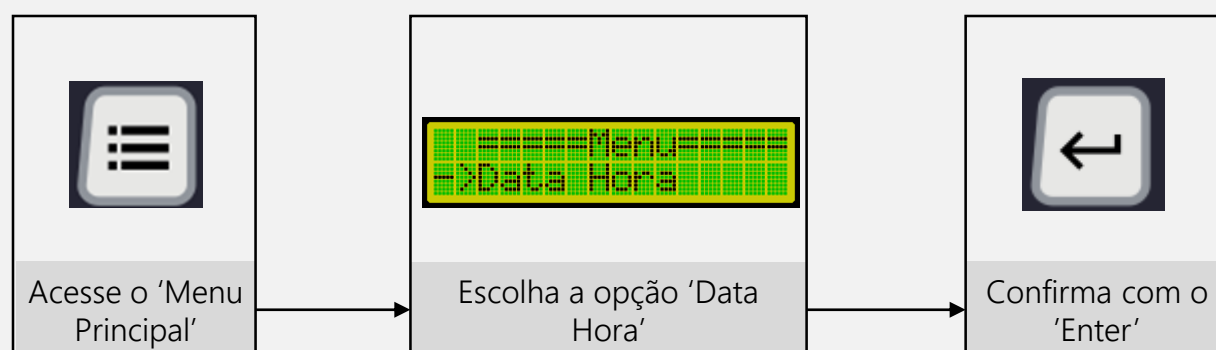 =====Menu=====
->Data Hora
Acesse o ‘Menu
Principal’
Escolha a opção ‘Data
Hora’
Confirma com o
’Enter’